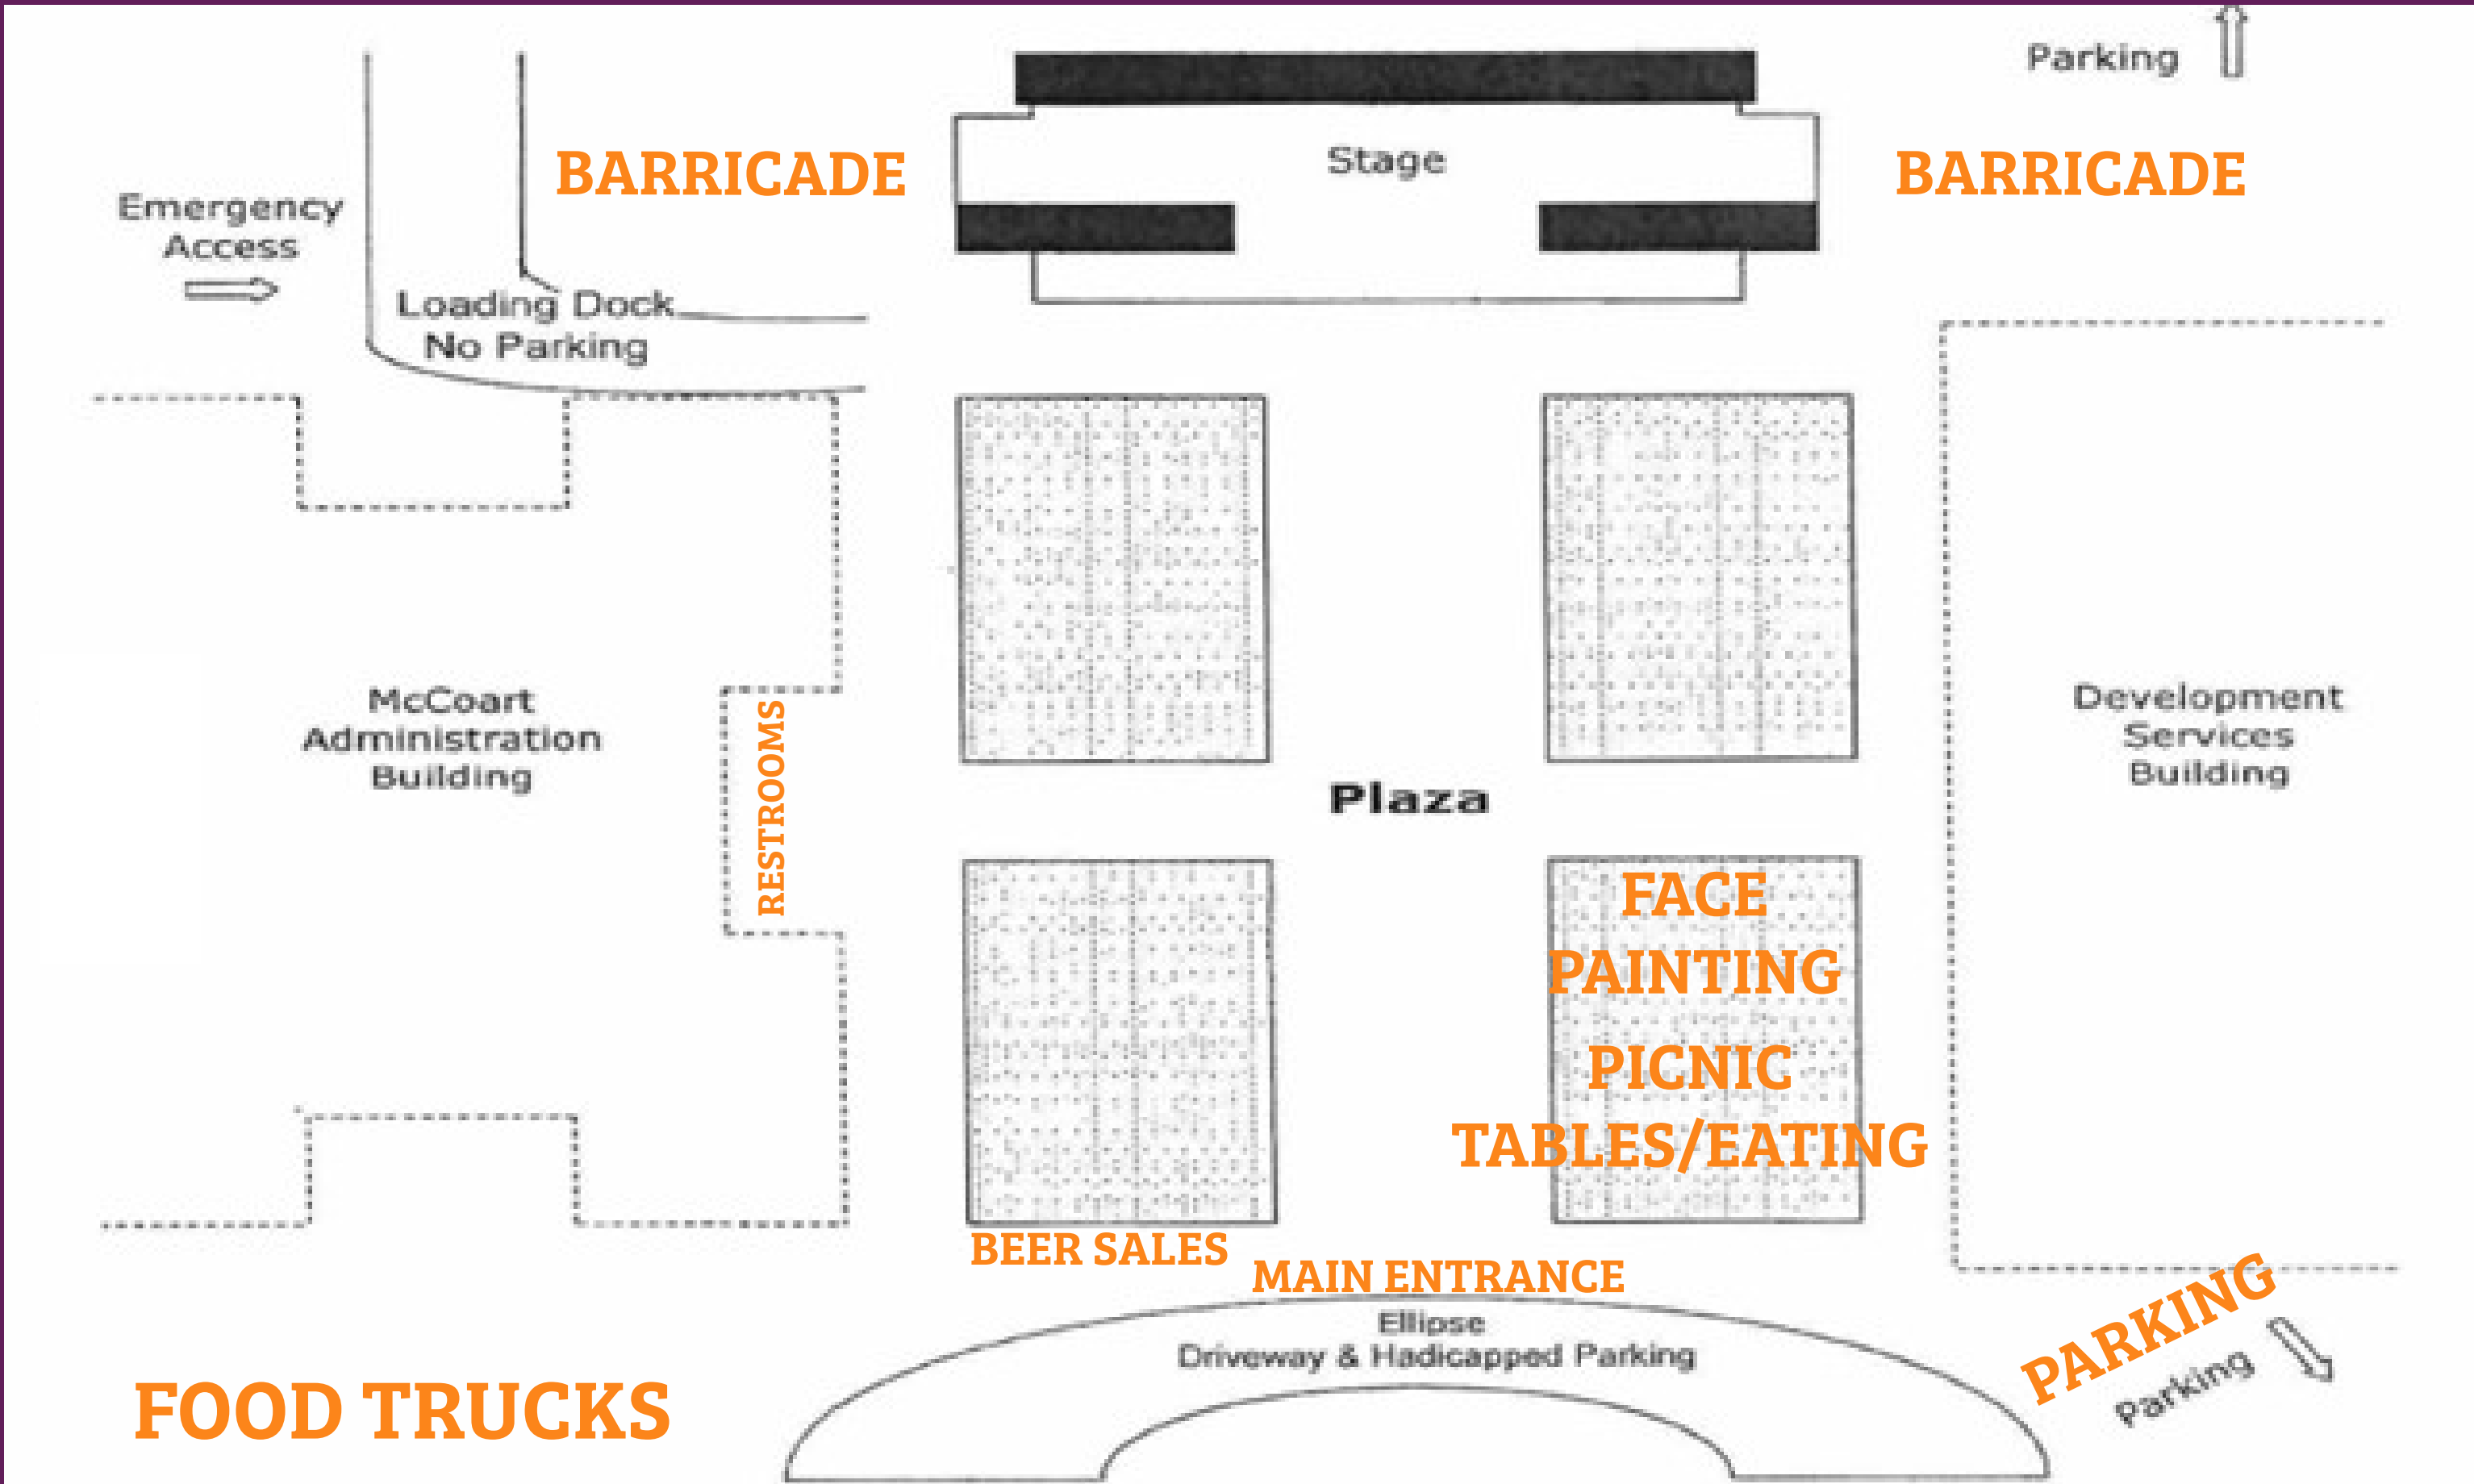 Parking
BARRICADE
Stage
BARRICADE
Emergency
Access
Loading Dock
No Parking
McCoart
Administration
Building
RESTROOMS
Plaza
Development
Services
Building
FACE
PAINTING
PICNIC
TABLES/EATING
BEER SALES
MAIN ENTRANCE
Ellipse
Driveway & Hadicapped Parking
PARKING
Parking
FOOD TRUCKS